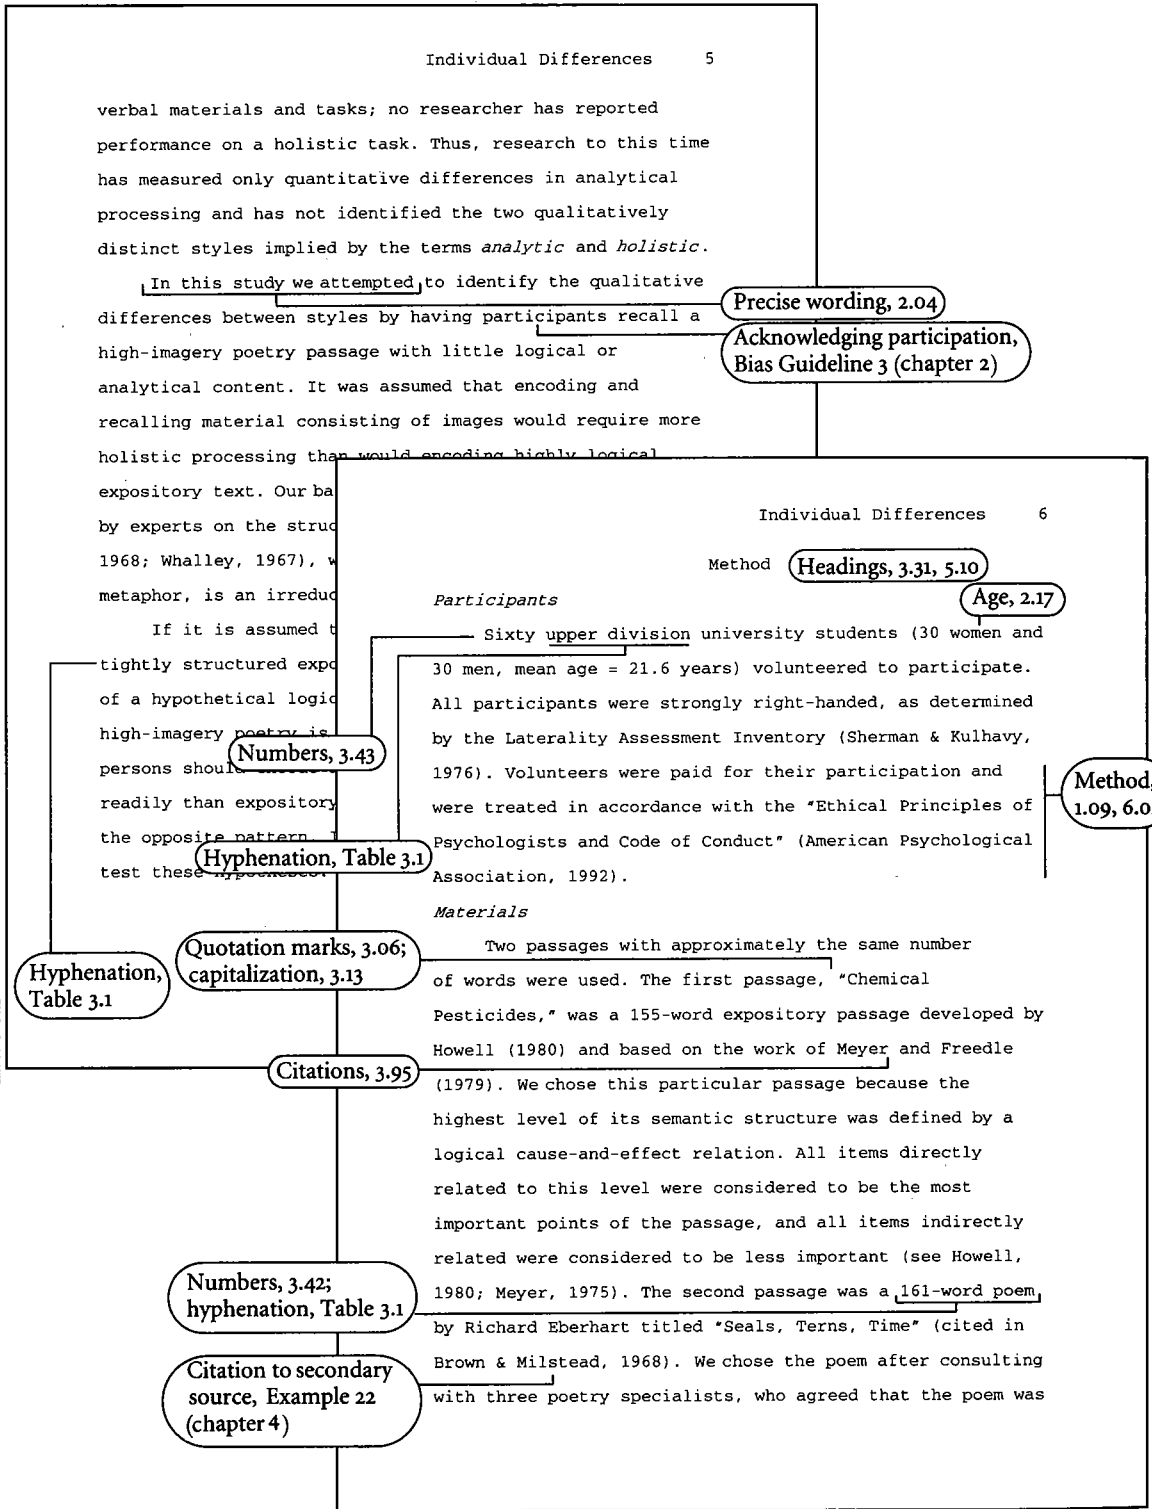 Individual Differences 5
verbal materials and tasks; no researcher has reported
performance on a holistic task. Thus, research to this time
has measured only quantitative differences in analytical
processing and has not identified the two qualitatively
distinct styles implied by the terms analytic and holistic.
In this study we attempted to identify the qualitative
Precise wording, 2.04
differences between styles by having participants recall a
Acknowledging participation,
Bias Guideline 3 (chapter 2)
high-imagery poetry passage with little logical or
analytical content. It was assumed that encoding and
recalling material consisting of images would require more
holistic processing than would encoding highly logical
expository text. Our ba
by experts on the struc
1968; Whalley, 1967), w
metaphor, is an irreduc
If it is assumed t
tightly structured expo
of a hypothetical logic
high-imagery poetry is
persons shoul
readily than expository
the opposite pattern.
test these hypotheses.
Numbers, 3.43
Hyphenation, Table 3.1
Hyphenation,
Table 3.1
Individual Differences 6
Method
Headings, 3.31, 5.10
Participants
Age, 2.17
Sixty upper division university students (30 women and
30 men, mean age = 21.6 years) volunteered to participate.
All participants were strongly right-handed, as determined
by the Laterality Assessment Inventory (Sherman & Kulhavy,
1976). Volunteers were paid for their participation and
were treated in accordance with the "Ethical Principles of
Psychologists and Code of Conduct" (American Psychological
Association, 1992).
Method,
1.09, 6.0
Materials
Quotation marks, 3.06;
capitalization, 3.13
Two passages with approximately the same number
of words were used. The first passage, "Chemical
Pesticides," was a 155-word expository passage developed by
Howell (1980) and based on the work of Meyer and Freedle
Citations, 3.95
(1979). We chose this particular passage because the
highest level of its semantic structure was defined by a
logical cause-and-effect relation. All items directly
related to this level were considered to be the most
important points of the passage, and all items indirectly
related were considered to be less important (see Howell,
1980; Meyer, 1975). The second passage was a 161-word poem
Numbers, 3.42;
hyphenation, Table 3.1
by Richard Eberhart titled "Seals, Terns, Time" (cited in
Brown & Milstead, 1968). We chose the poem after consulting
with three poetry specialists, who agreed that the poem was
Citation to secondary
source, Example 22
(chapter 4)